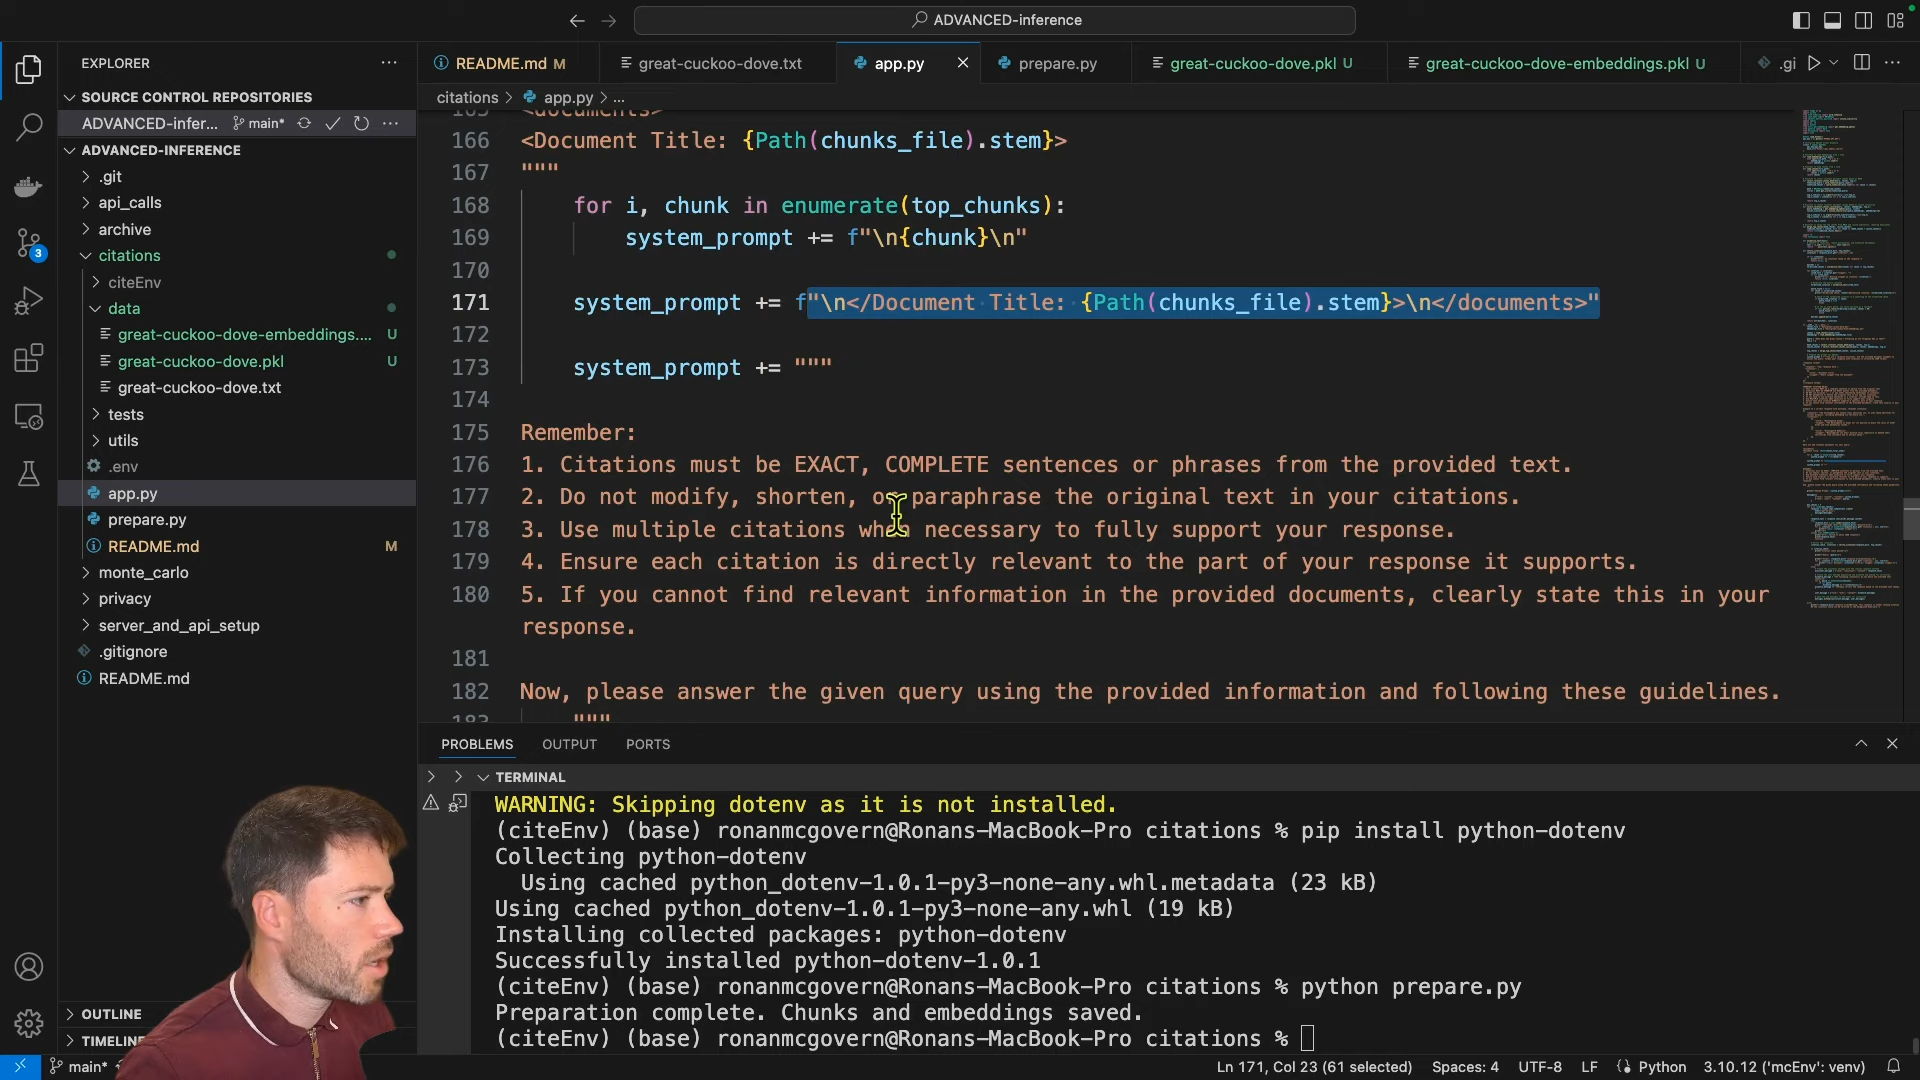 ADVANCED-inference
EXPLORER
SOURCE CONTROL REPOSITORIES
ADVANCED-infer... main*
ADVANCED-INFERENCE
.git
api_calls
archive
citations
citeEnv
data
great-cuckoo-dove-embeddings.... U
great-cuckoo-dove.pkl U
great-cuckoo-dove.txt
tests
utils
.env
app.py
prepare.py
README.md M
monte_carlo
privacy
server_and_api_setup
.gitignore
README.md
OUTLINE
TIMELINE
3
README.md M
great-cuckoo-dove.txt
app.py
prepare.py
great-cuckoo-dove.pkl U
great-cuckoo-dove-embeddings.pkl U
.gi
citations > app.py > ...
165 <documents>
166 <Document Title: {Path(chunks_file).stem}>
167 """
168 for i, chunk in enumerate(top_chunks):
169 system_prompt += f"\n{chunk}\n"
170
171 system_prompt += f"\n</Document Title: {Path(chunks_file).stem}>\n</documents>"
172
173 system_prompt += """
174
175 Remember:
176 1. Citations must be EXACT, COMPLETE sentences or phrases from the provided text.
177 2. Do not modify, shorten, or paraphrase the original text in your citations.
178 3. Use multiple citations when necessary to fully support your response.
179 4. Ensure each citation is directly relevant to the part of your response it supports.
180 5. If you cannot find relevant information in the provided documents, clearly state this in your
response.
181
182 Now, please answer the given query using the provided information and following these guidelines.
183 """
PROBLEMS OUTPUT PORTS
TERMINAL
WARNING: Skipping dotenv as it is not installed.
(citeEnv) (base) ronanmcgovern@Ronans-MacBook-Pro citations % pip install python-dotenv
Collecting python-dotenv
Using cached python_dotenv-1.0.1-py3-none-any.whl.metadata (23 kB)
Using cached python_dotenv-1.0.1-py3-none-any.whl (19 kB)
Installing collected packages: python-dotenv
Successfully installed python-dotenv-1.0.1
(citeEnv) (base) ronanmcgovern@Ronans-MacBook-Pro citations % python prepare.py
Preparation complete. Chunks and embeddings saved.
(citeEnv) (base) ronanmcgovern@Ronans-MacBook-Pro citations %
main* Ln 171, Col 23 (61 selected) Spaces: 4 UTF-8 LF Python 3.10.12 ('mcEnv': venv)